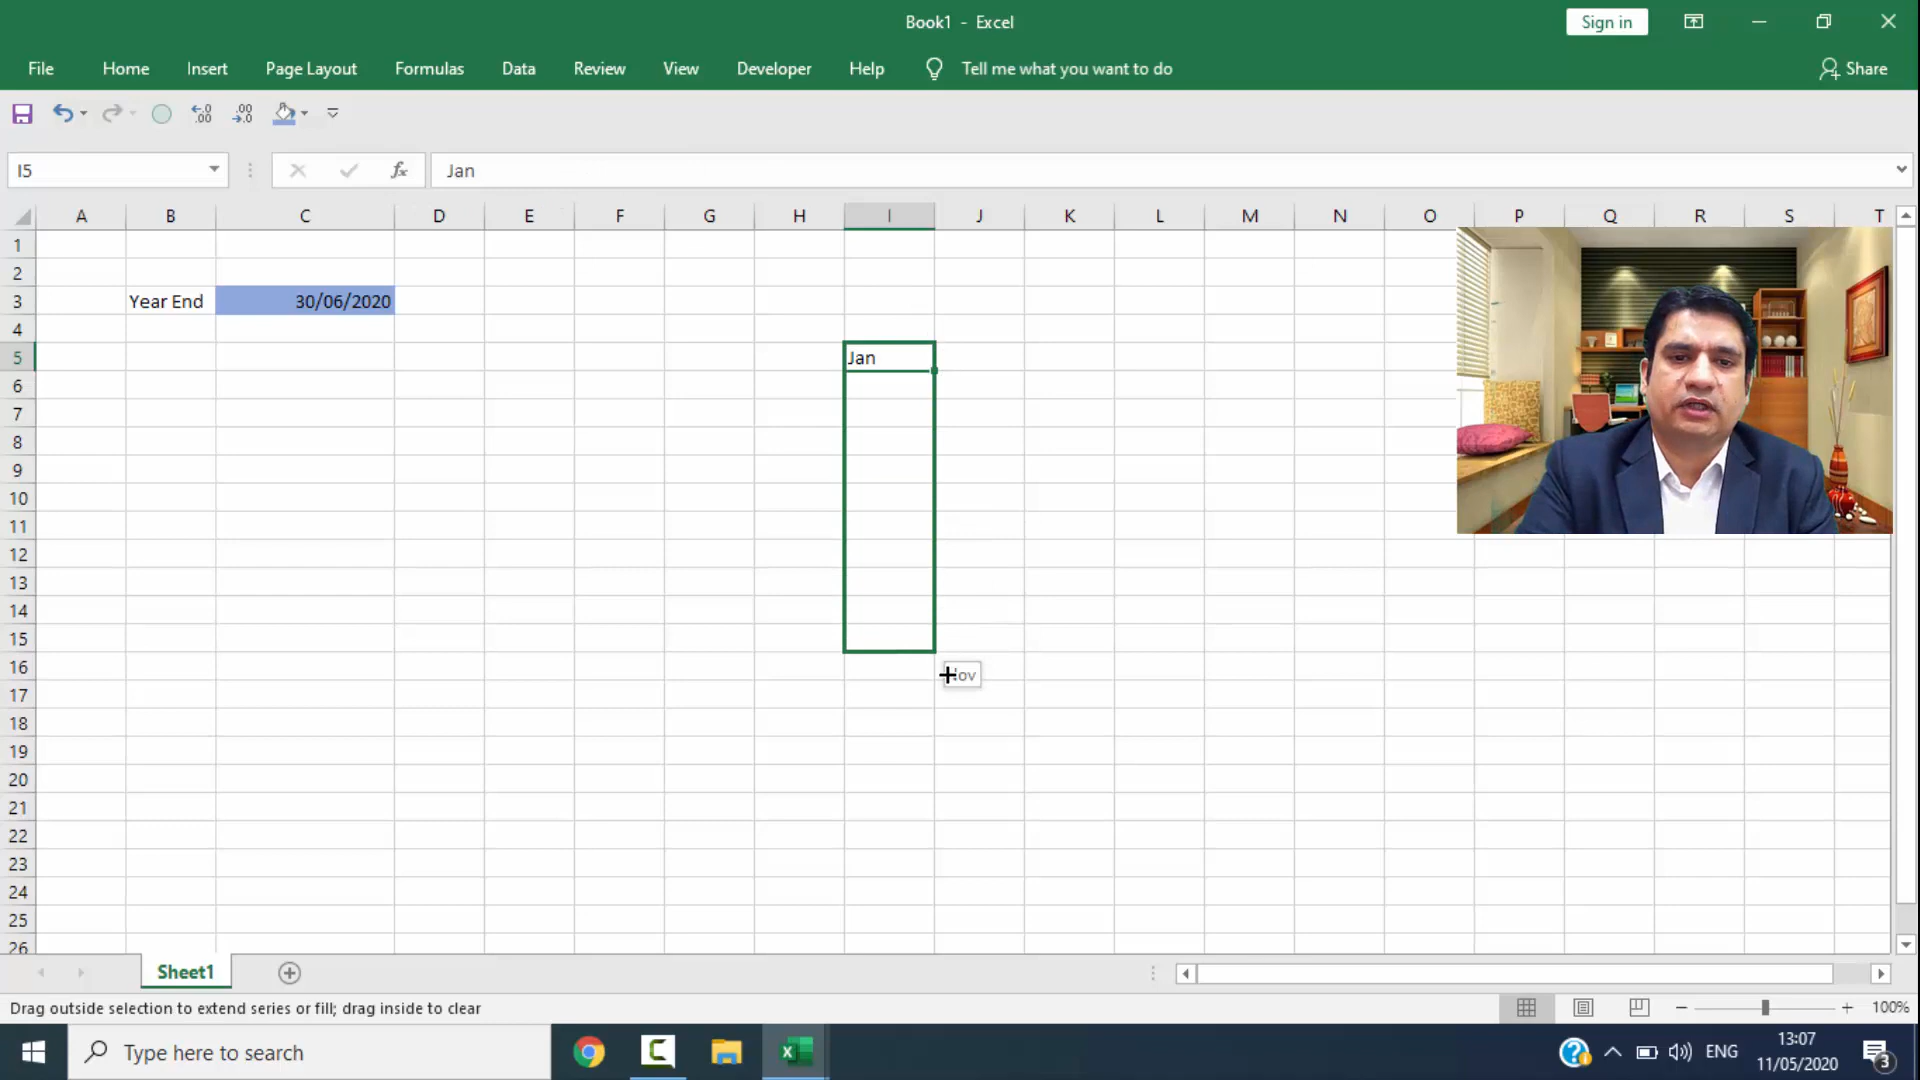 Book1 - Excel
Sign in
File
Home
Insert
Page Layout
Formulas
Data
Review
View
Developer
Help
Tell me what you want to do
Share
I5
fx
Jan
A B C D E F G H I J K L M N O P Q R S T
1
2
3 Year End 30/06/2020
4
5 Jan
6
7
8
9
10
11
12
13
14
15
16
ov
17
18
19
20
21
22
23
24
25
26
Sheet1
Drag outside selection to extend series or fill; drag inside to clear
100%
Type here to search
ENG
13:07
11/05/2020
3